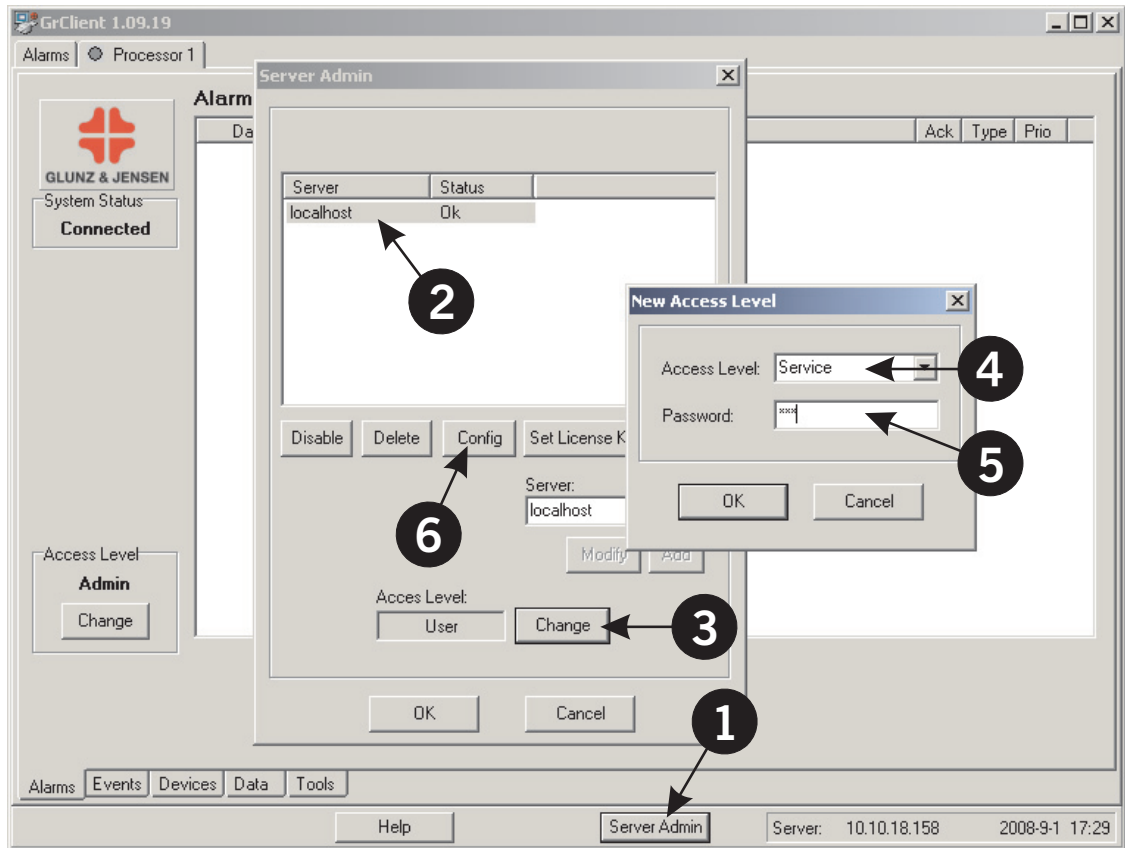 GrClient 1.09.19
Alarms Processor 1
Server Admin
Alarm
Da
Ack Type Prio
GLUNZ & JENSEN
System Status
Connected
Server Status
localhost Ok
2
New Access Level
Access Level: Service
4
Password: ***
5
OK Cancel
Disable Delete Config Set License K
6
Server:
localhost
Modify Add
Access Level
Admin
Change
Acces Level:
User Change
3
OK Cancel
1
Alarms Events Devices Data Tools
Help Server Admin Server: 10.10.18.158 2008-9-1 17:29